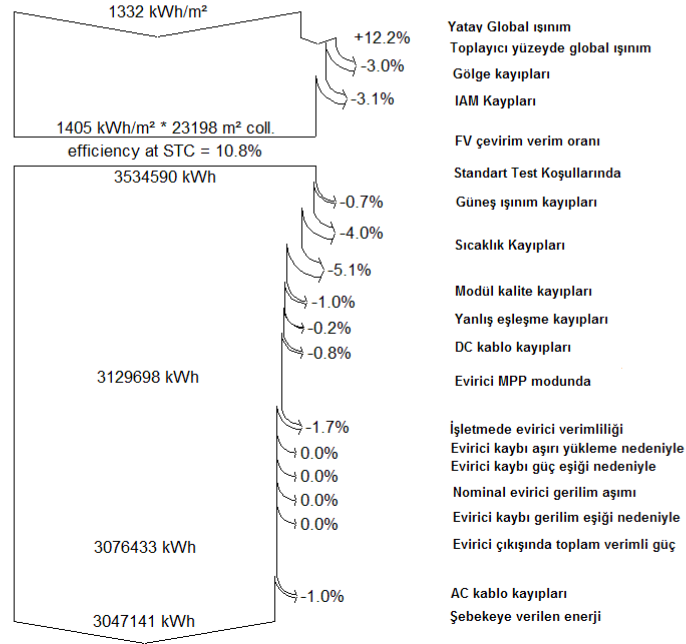 1332 kWh/m²
Yatay Global ışınım
+12.2%
Toplayıcı yüzeyde global ışınım
-3.0%
Gölge kayıpları
-3.1%
IAM Kaypları
1405 kWh/m² * 23198 m² coll.
FV çevirim verim oranı
efficiency at STC = 10.8%
Standart Test Koşullarında
3534590 kWh
-0.7%
Güneş ışınım kayıpları
-4.0%
Sıcaklık Kayıpları
-5.1%
Modül kalite kayıpları
-1.0%
Yanlış eşleşme kayıpları
-0.2%
DC kablo kayıpları
-0.8%
3129698 kWh
Evirici MPP modunda
-1.7%
İşletmede evirici verimliliği
0.0%
Evirici kaybı aşırı yükleme nedeniyle
Evirici kaybı güç eşiği nedeniyle
0.0%
Nominal evirici gerilim aşımı
0.0%
Evirici kaybı gerilim eşiği nedeniyle
0.0%
3076433 kWh
Evirici çıkışında toplam verimli güç
-1.0%
AC kablo kayıpları
3047141 kWh
Şebekeye verilen enerji